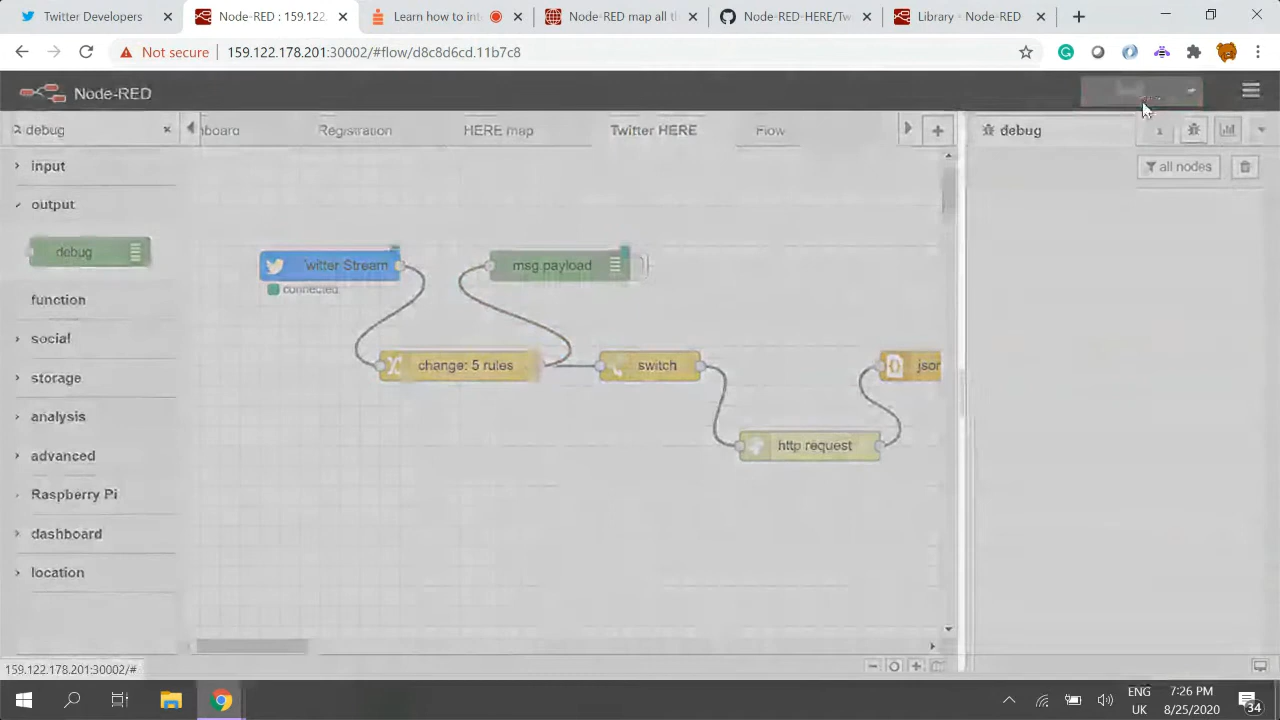 Twitter Developers
Node-RED : 159.122.
Learn how to int
Node-RED map all th
Node-RED-HERE/Tw
Library - Node-RED
Not secure
159.122.178.201:30002/#flow/d8c8d6cd.11b7c8
Node-RED
debug
board
Registration
HERE map
Twitter HERE
Flow
debug
i
all nodes
input
output
debug
function
social
storage
analysis
advanced
Raspberry Pi
dashboard
location
Twitter Stream
connected
msg.payload
change: 5 rules
switch
json
http request
159.122.178.201:30002/#
ENG
UK
7:26 PM
8/25/2020
34